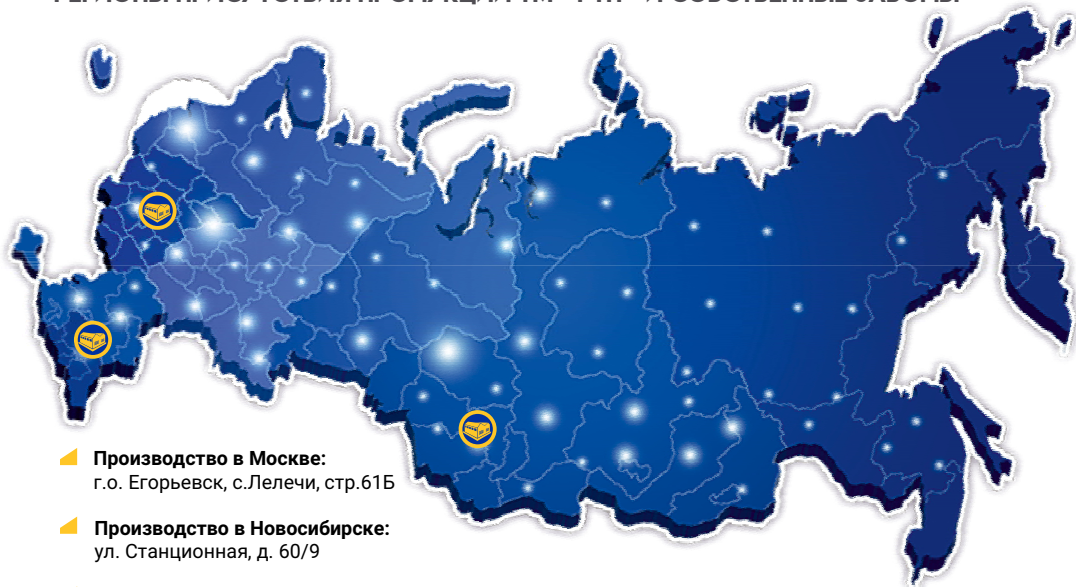 Производство в Москве:
г.о. Егорьевск, с.Лелечи, стр.61Б
Производство в Новосибирске:
ул. Станционная, д. 60/9